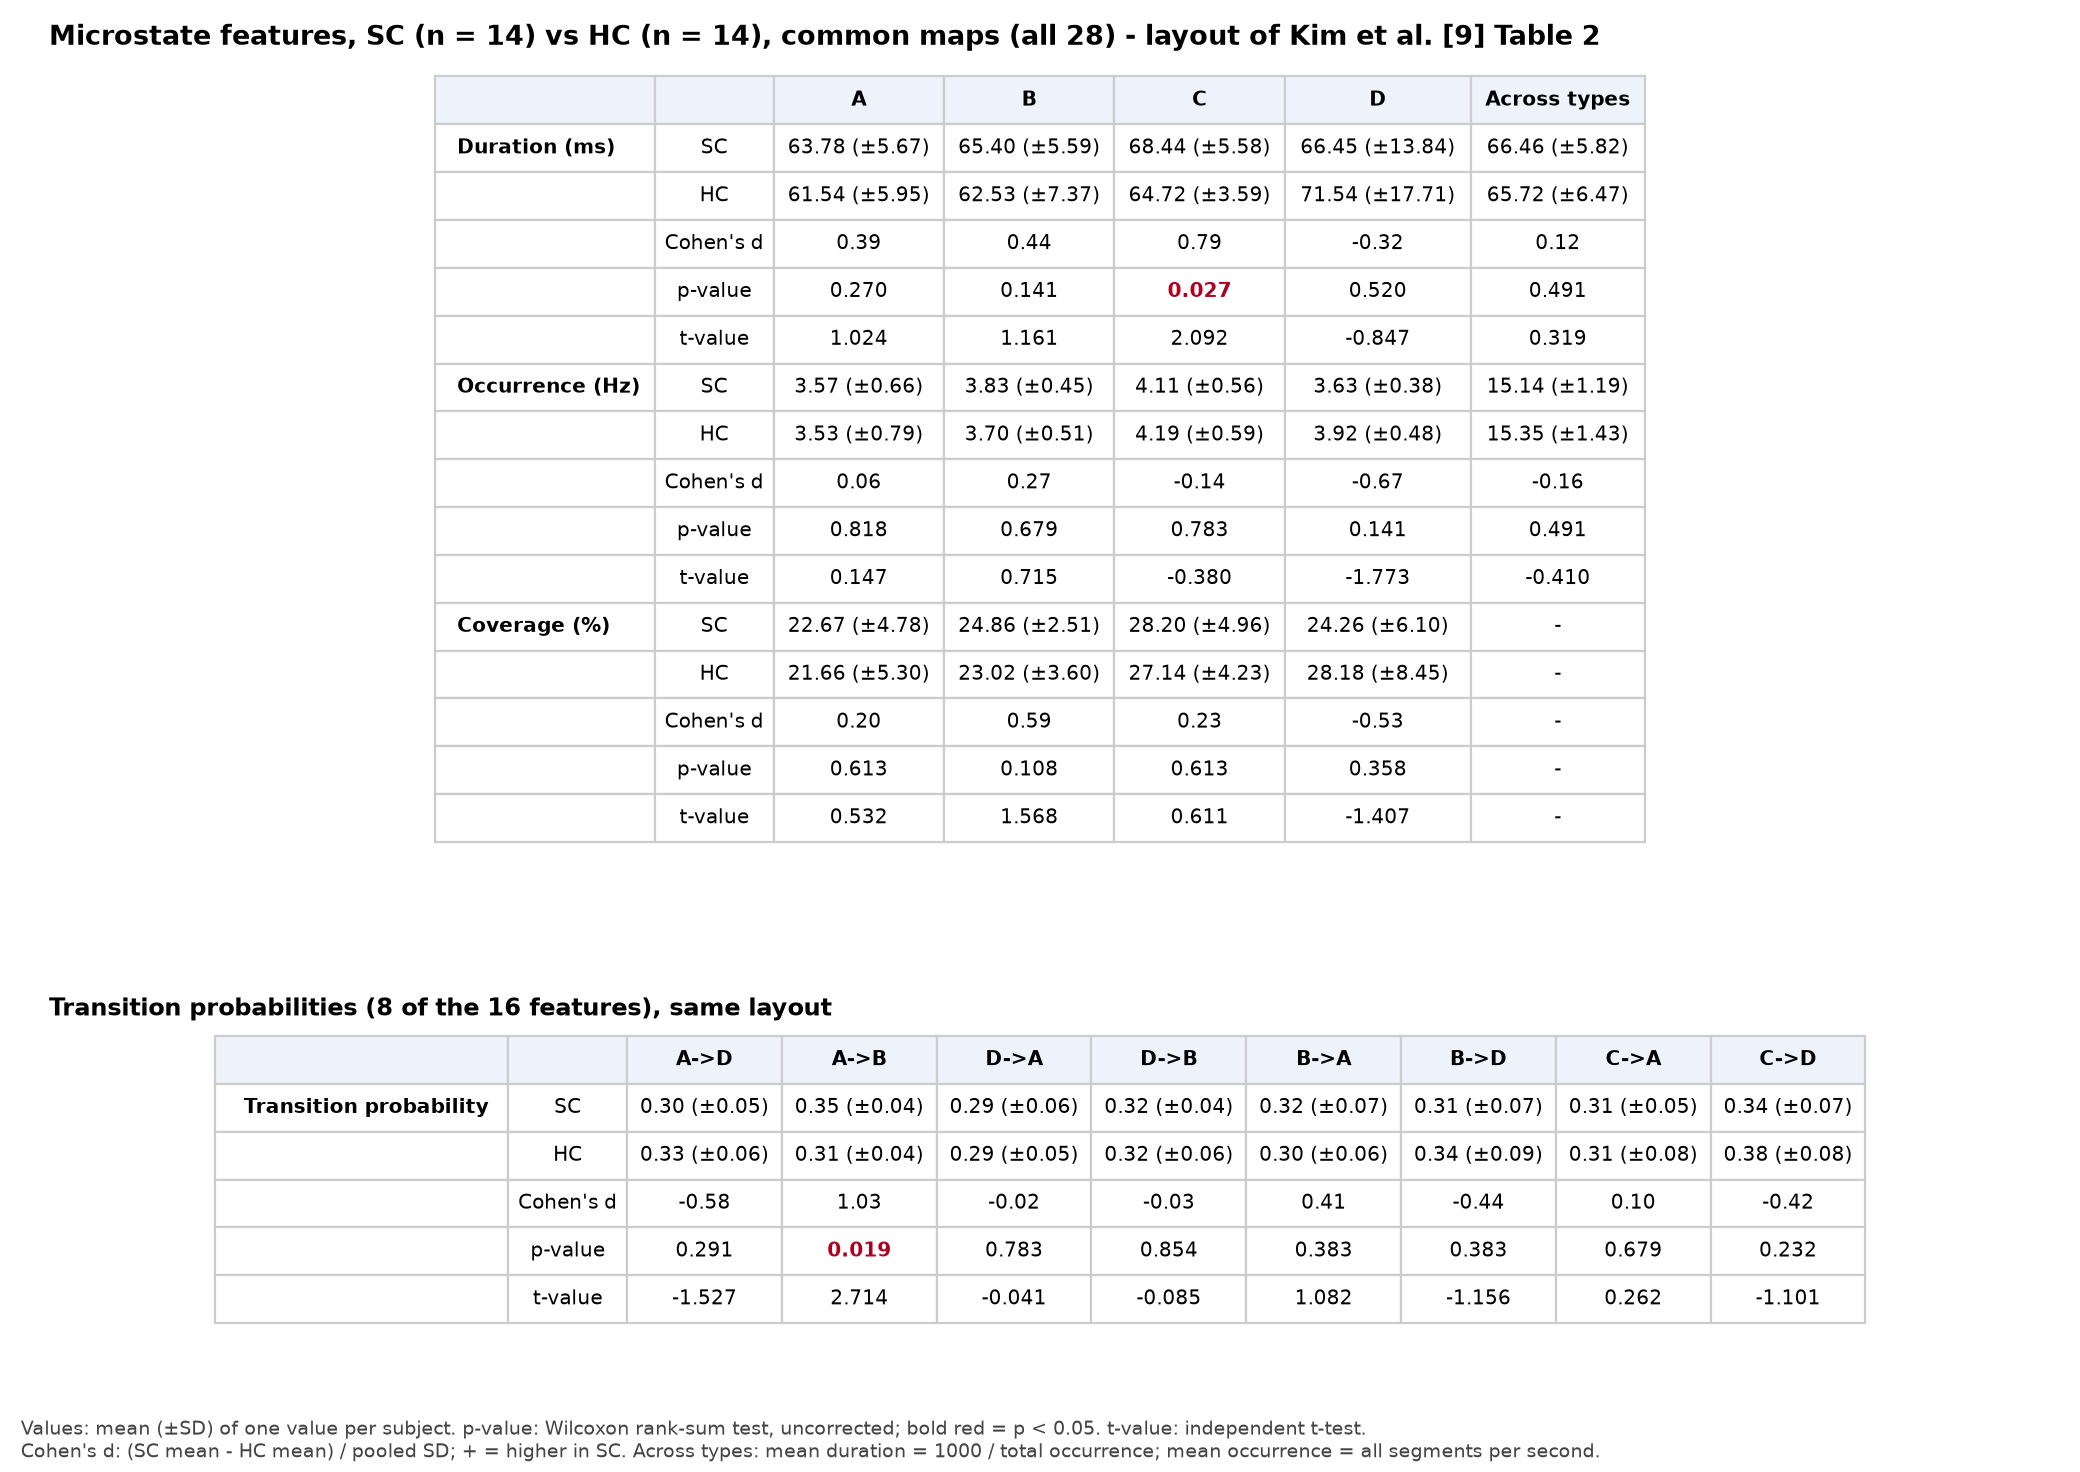 Microstate features, SC (n = 14) vs HC (n = 14), common maps (all 28) - layout of Kim et al. [9] Table 2
A B C D Across types
Duration (ms) SC 63.78 (±5.67) 65.40 (±5.59) 68.44 (±5.58) 66.45 (±13.84) 66.46 (±5.82)
HC 61.54 (±5.95) 62.53 (±7.37) 64.72 (±3.59) 71.54 (±17.71) 65.72 (±6.47)
Cohen's d 0.39 0.44 0.79 -0.32 0.12
p-value 0.270 0.141 0.027 0.520 0.491
t-value 1.024 1.161 2.092 -0.847 0.319
Occurrence (Hz) SC 3.57 (±0.66) 3.83 (±0.45) 4.11 (±0.56) 3.63 (±0.38) 15.14 (±1.19)
HC 3.53 (±0.79) 3.70 (±0.51) 4.19 (±0.59) 3.92 (±0.48) 15.35 (±1.43)
Cohen's d 0.06 0.27 -0.14 -0.67 -0.16
p-value 0.818 0.679 0.783 0.141 0.491
t-value 0.147 0.715 -0.380 -1.773 -0.410
Coverage (%) SC 22.67 (±4.78) 24.86 (±2.51) 28.20 (±4.96) 24.26 (±6.10) -
HC 21.66 (±5.30) 23.02 (±3.60) 27.14 (±4.23) 28.18 (±8.45) -
Cohen's d 0.20 0.59 0.23 -0.53 -
p-value 0.613 0.108 0.613 0.358 -
t-value 0.532 1.568 0.611 -1.407 -
Transition probabilities (8 of the 16 features), same layout
A->D A->B D->A D->B B->A B->D C->A C->D
Transition probability SC 0.30 (±0.05) 0.35 (±0.04) 0.29 (±0.06) 0.32 (±0.04) 0.32 (±0.07) 0.31 (±0.07) 0.31 (±0.05) 0.34 (±0.07)
HC 0.33 (±0.06) 0.31 (±0.04) 0.29 (±0.05) 0.32 (±0.06) 0.30 (±0.06) 0.34 (±0.09) 0.31 (±0.08) 0.38 (±0.08)
Cohen's d -0.58 1.03 -0.02 -0.03 0.41 -0.44 0.10 -0.42
p-value 0.291 0.019 0.783 0.854 0.383 0.383 0.679 0.232
t-value -1.527 2.714 -0.041 -0.085 1.082 -1.156 0.262 -1.101
Values: mean (±SD) of one value per subject. p-value: Wilcoxon rank-sum test, uncorrected; bold red = p < 0.05. t-value: independent t-test.
Cohen's d: (SC mean - HC mean) / pooled SD; + = higher in SC. Across types: mean duration = 1000 / total occurrence; mean occurrence = all segments per second.